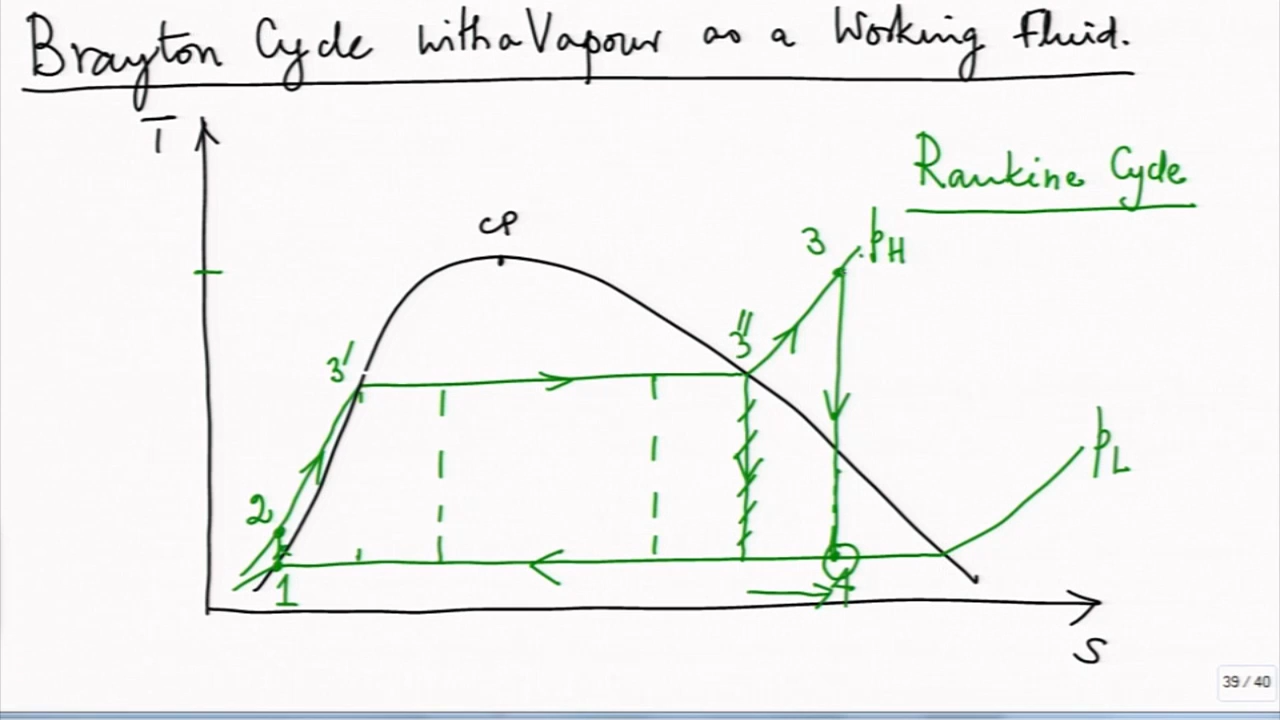 Brayton Cycle with a Vapour as a Working Fluid.
T
Rankine Cycle
CP
3 pH
3' 3"
pL
2
1 4
S
39 / 40